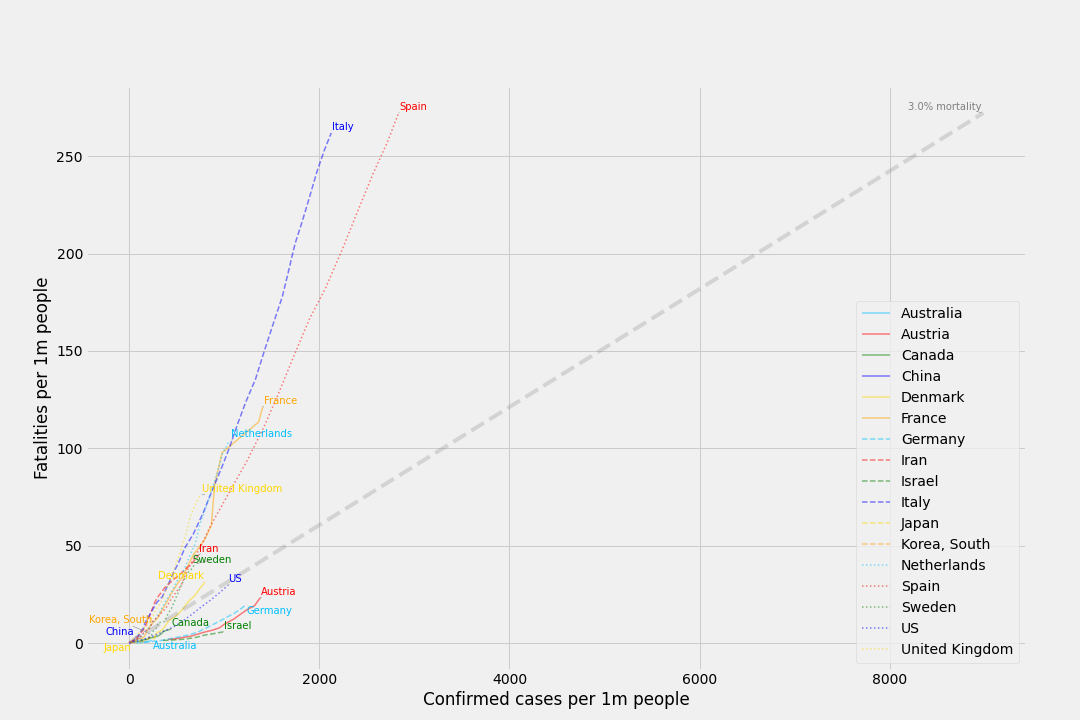 Spain
3.0% mortality
Italy
France
Netherlands
United Kingdom
Iran
Sweden
Denmark
US
Austria
Germany
Korea, South
Canada
Israel
China
Australia
Japan
250
200
150
100
50
0
Fatalities per 1m people
0
2000
4000
6000
8000
Confirmed cases per 1m people
Australia
Austria
Canada
China
Denmark
France
Germany
Iran
Israel
Italy
Japan
Korea, South
Netherlands
Spain
Sweden
US
United Kingdom